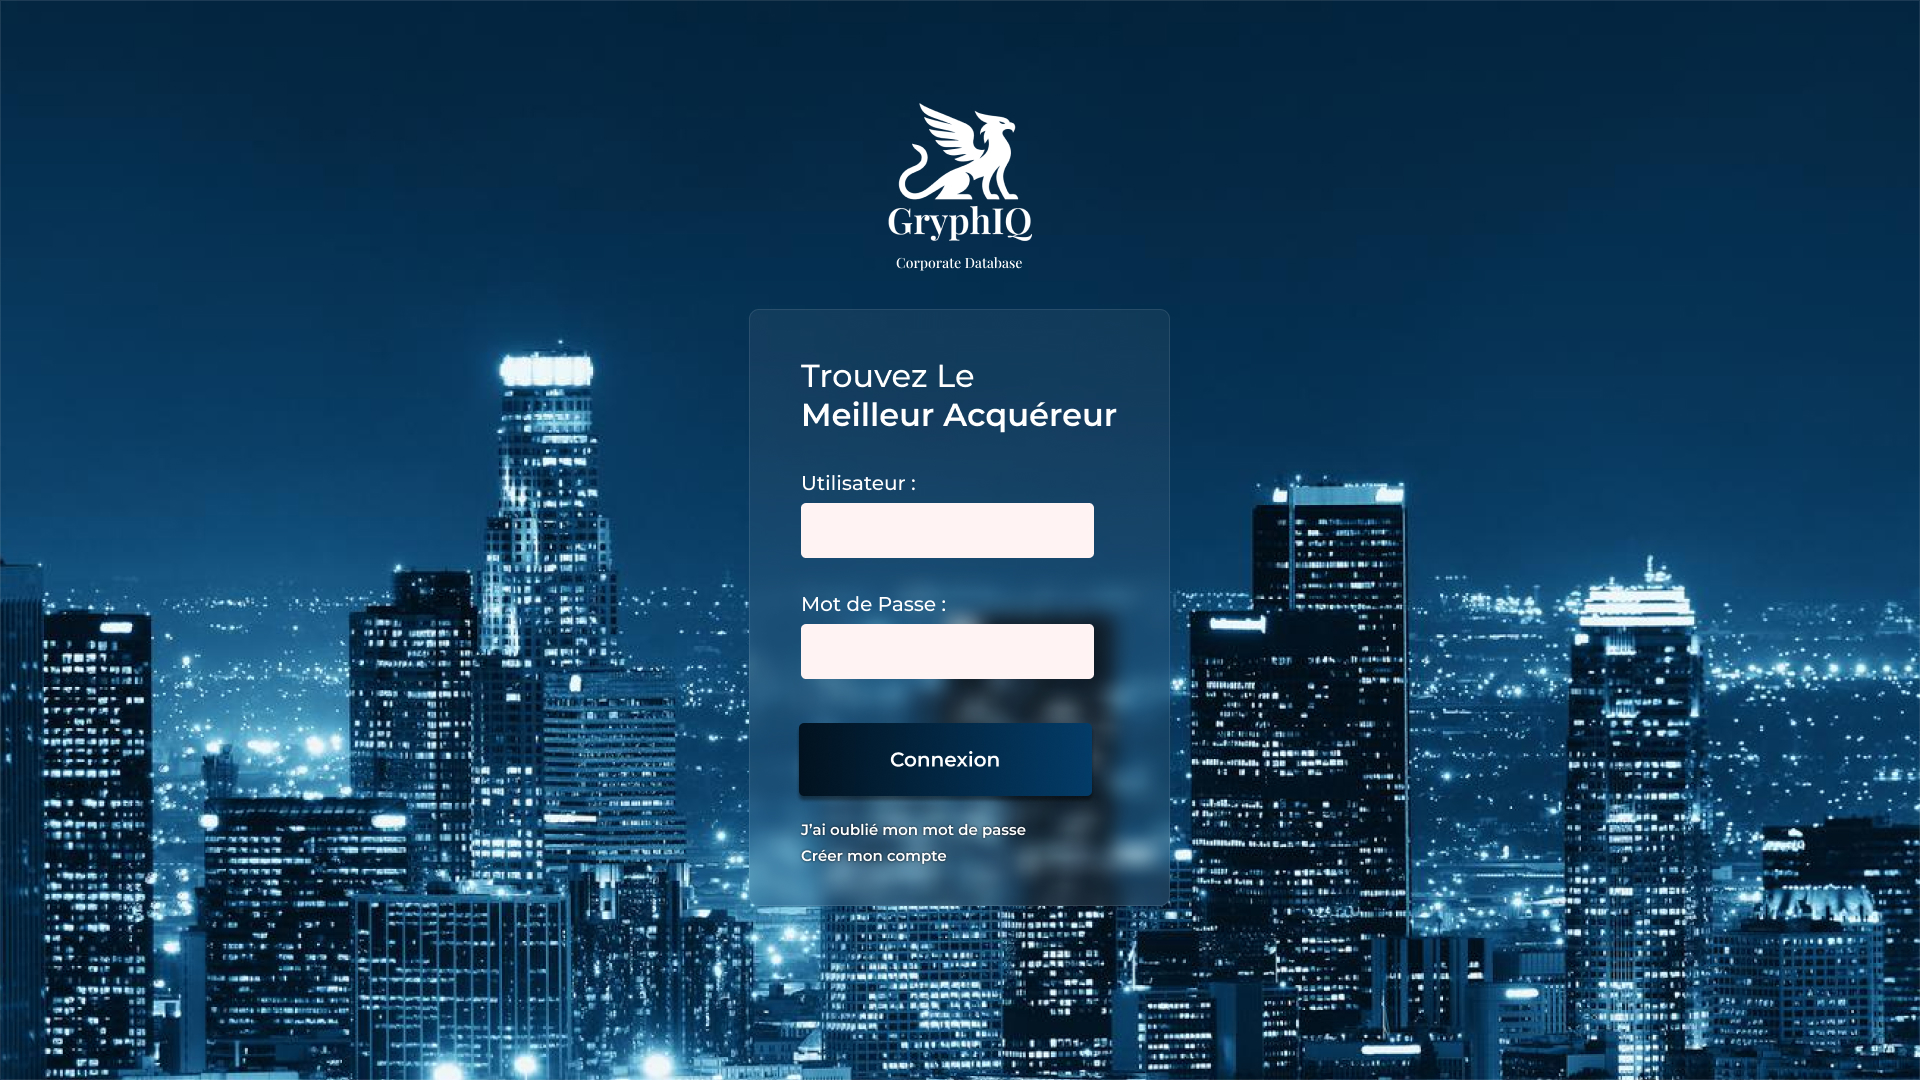 GryphIQ
Corporate Database
Trouvez Le
Meilleur Acquéreur
Utilisateur :
Mot de Passe :
Connexion
J'ai oublié mon mot de passe
Créer mon compte